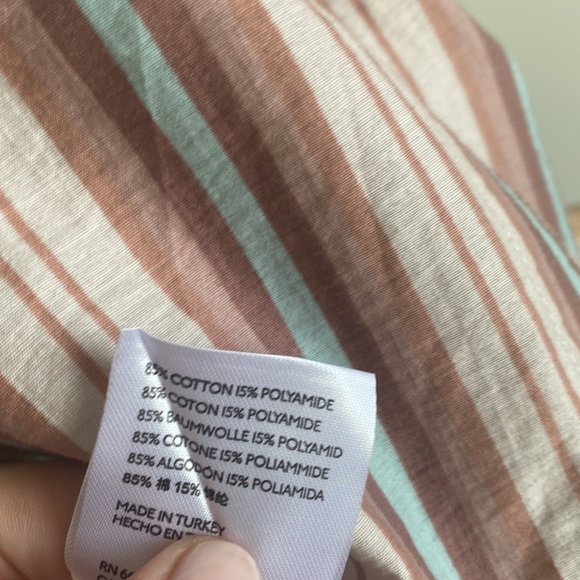 85% COTTON 15% POLYAMIDE
85% COTON 15% POLYAMIDE
85% BAUMWOLLE 15% POLYAMID
85% COTONE 15% POLIAMMIDE
85% ALGODÓN 15% POLIAMIDA
85% 棉 15% 锦纶
MADE IN TURKEY
HECHO EN
RN